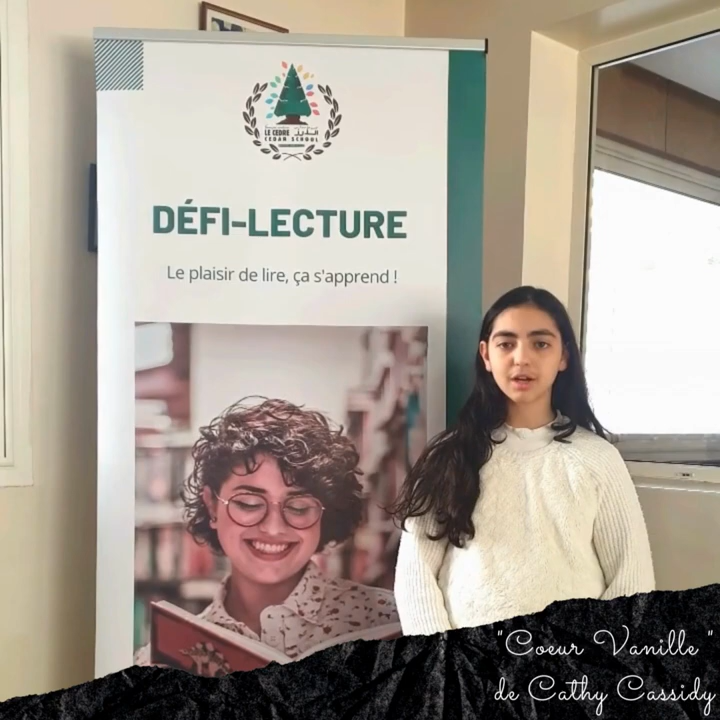 LE CEDRE
CEDAR SCHOOL
DÉFI-LECTURE
Le plaisir de lire, ça s'apprend !
"Coeur Vanille"
de Cathy Cassidy